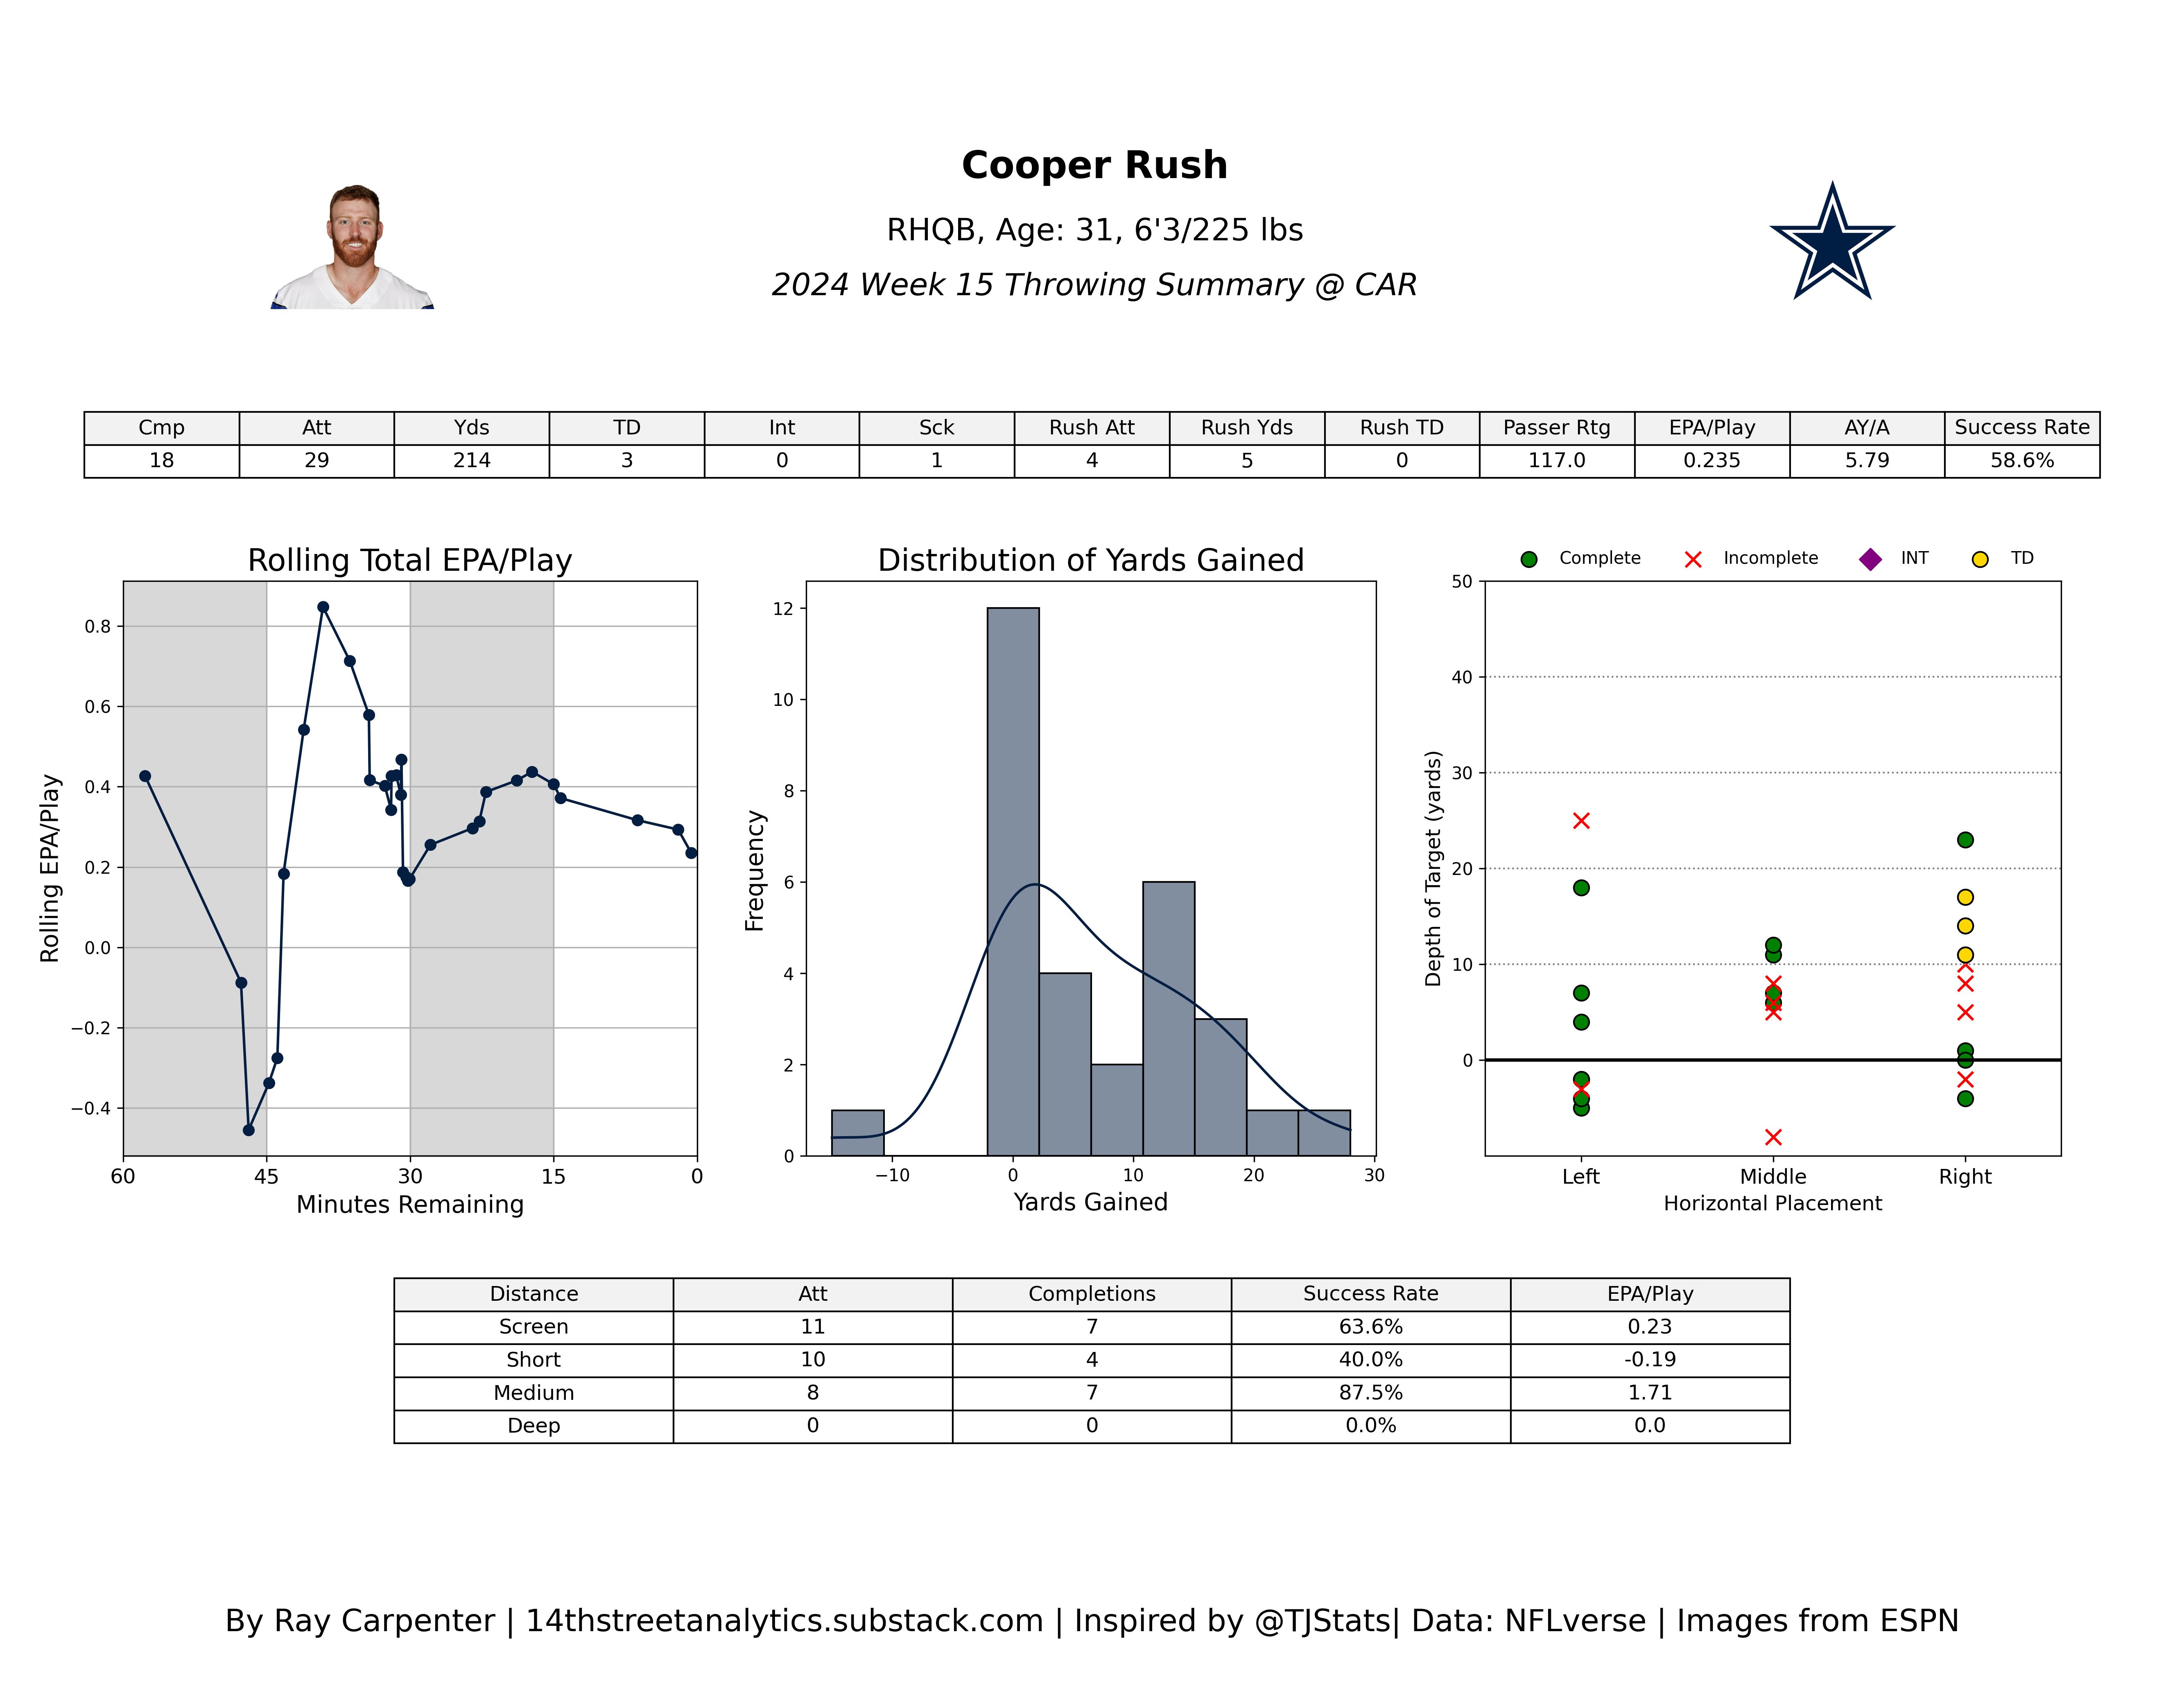 Cooper Rush
RHQB, Age: 31, 6'3/225 lbs
2024 Week 15 Throwing Summary @ CAR
Cmp Att Yds TD Int Sck Rush Att Rush Yds Rush TD Passer Rtg EPA/Play AY/A Success Rate
18 29 214 3 0 1 4 5 0 117.0 0.235 5.79 58.6%
Rolling Total EPA/Play
Rolling EPA/Play
0.8
0.6
0.4
0.2
0.0
−0.2
−0.4
60 45 30 15 0
Minutes Remaining
Distribution of Yards Gained
Frequency
12
10
8
6
4
2
0
−10 0 10 20 30
Yards Gained
Complete Incomplete INT TD
Depth of Target (yards)
50
40
30
20
10
0
Left Middle Right
Horizontal Placement
Distance Att Completions Success Rate EPA/Play
Screen 11 7 63.6% 0.23
Short 10 4 40.0% -0.19
Medium 8 7 87.5% 1.71
Deep 0 0 0.0% 0.0
By Ray Carpenter | 14thstreetanalytics.substack.com | Inspired by @TJStats| Data: NFLverse | Images from ESPN